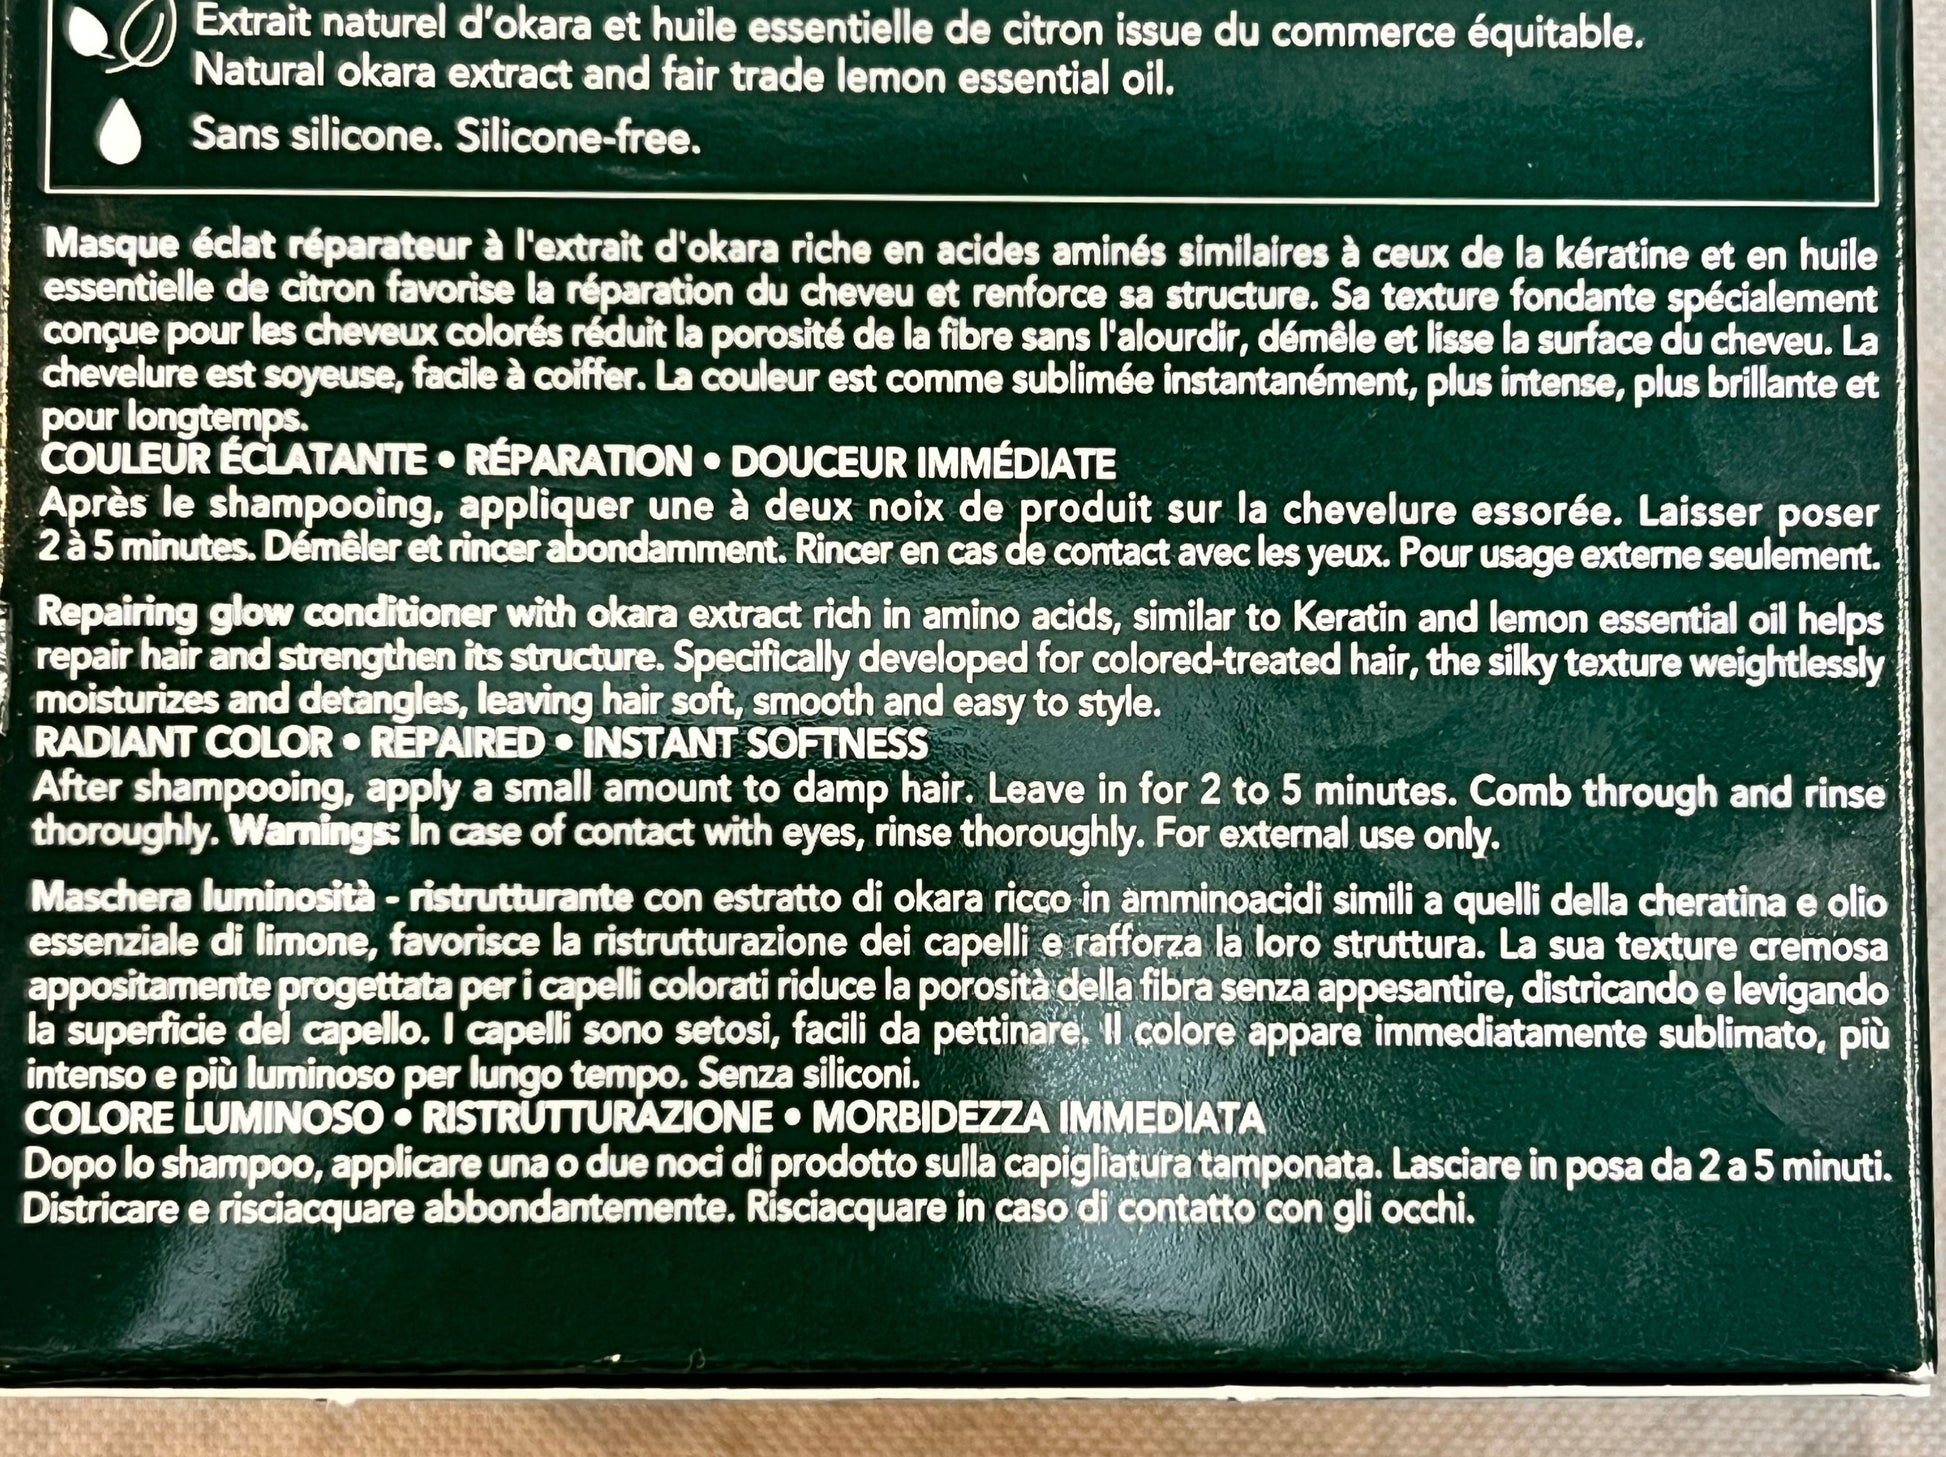 Extrait naturel d'okara et huile essentielle de citron issue du commerce équitable.
Natural okara extract and fair trade lemon essential oil.
Sans silicone. Silicone-free.
Masque éclat réparateur à l'extrait d'okara riche en acides aminés similaires à ceux de la kératine et en huile
essentielle de citron favorise la réparation du cheveu et renforce sa structure. Sa texture fondante spécialement
conçue pour les cheveux colorés réduit la porosité de la fibre sans l'alourdir, démêle et lisse la surface du cheveu. La
chevelure est soyeuse, facile à coiffer. La couleur est comme sublimée instantanément, plus intense, plus brillante et
pour longtemps.
COULEUR ÉCLATANTE • RÉPARATION • DOUCEUR IMMÉDIATE
Après le shampooing, appliquer une à deux noix de produit sur la chevelure essorée. Laisser poser
2 à 5 minutes. Démêler et rincer abondamment. Rincer en cas de contact avec les yeux. Pour usage externe seulement.
Repairing glow conditioner with okara extract rich in amino acids, similar to Keratin and lemon essential oil helps
repair hair and strengthen its structure. Specifically developed for colored-treated hair, the silky texture weightlessly
moisturizes and detangles, leaving hair soft, smooth and easy to style.
RADIANT COLOR • REPAIRED • INSTANT SOFTNESS
After shampooing, apply a small amount to damp hair. Leave in for 2 to 5 minutes. Comb through and rinse
thoroughly. Warnings: In case of contact with eyes, rinse thoroughly. For external use only.
Maschera luminosità - ristrutturante con estratto di okara ricco in amminoacidi simili a quelli della cheratina e olio
essenziale di limone, favorisce la ristrutturazione dei capelli e rafforza la loro struttura. La sua texture cremosa
appositamente progettata per i capelli colorati riduce la porosità della fibra senza appesantire, districando e levigando
la superficie del capello. I capelli sono setosi, facili da pettinare. Il colore appare immediatamente sublimato, più
intenso e più luminoso per lungo tempo. Senza siliconi.
COLORE LUMINOSO • RISTRUTTURAZIONE • MORBIDEZZA IMMEDIATA
Dopo lo shampoo, applicare una o due noci di prodotto sulla capigliatura tamponata. Lasciare in posa da 2 a 5 minuti.
Districare e risciacquare abbondantemente. Risciacquare in caso di contatto con gli occhi.